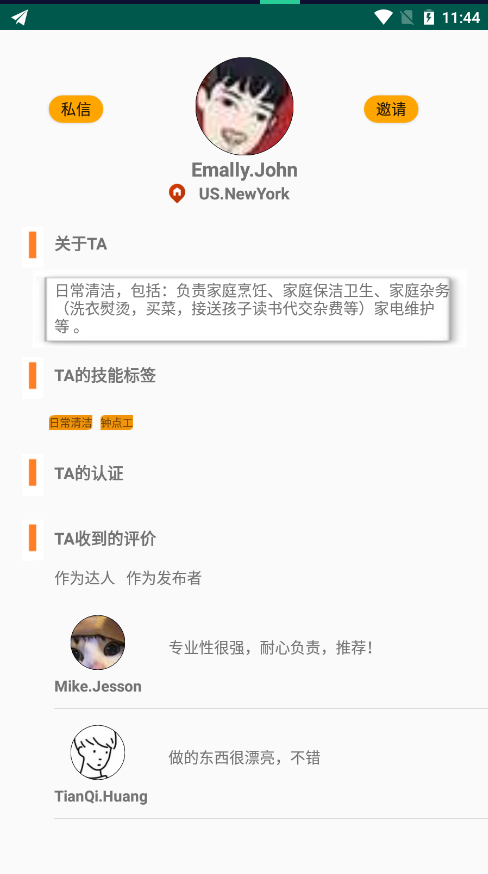 11:44
私信
邀请
Emally.John
US.NewYork
关于TA
日常清洁，包括：负责家庭烹饪、家庭保洁卫生、家庭杂务
（洗衣熨烫，买菜，接送孩子读书代交杂费等）家电维护
等 。
TA的技能标签
日常清洁 钟点工
TA的认证
TA收到的评价
作为达人 作为发布者
专业性很强，耐心负责，推荐！
Mike.Jesson
做的东西很漂亮，不错
TianQi.Huang